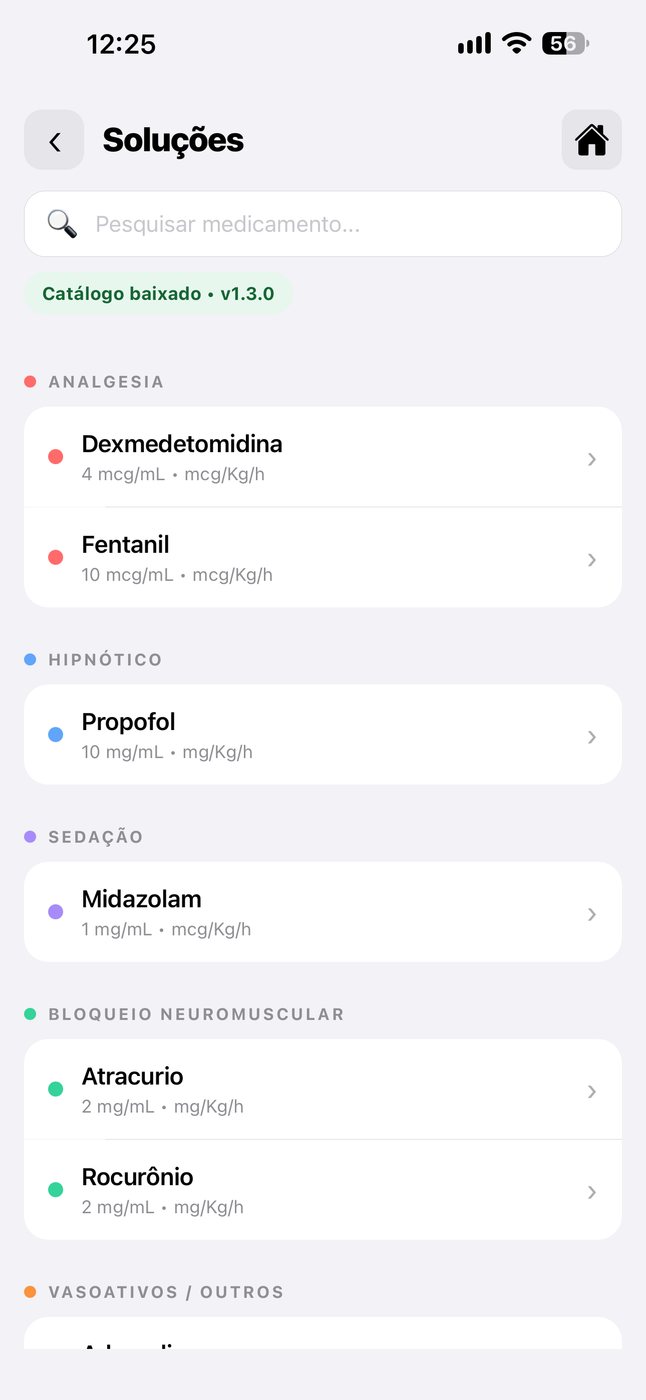 12:25
56
Soluções
Pesquisar medicamento...
Catálogo baixado • v1.3.0
ANALGESIA
Dexmedetomidina
4 mcg/mL • mcg/Kg/h
Fentanil
10 mcg/mL • mcg/Kg/h
HIPNÓTICO
Propofol
10 mg/mL • mg/Kg/h
SEDAÇÃO
Midazolam
1 mg/mL • mcg/Kg/h
BLOQUEIO NEUROMUSCULAR
Atracurio
2 mg/mL • mg/Kg/h
Rocurônio
2 mg/mL • mg/Kg/h
VASOATIVOS / OUTROS